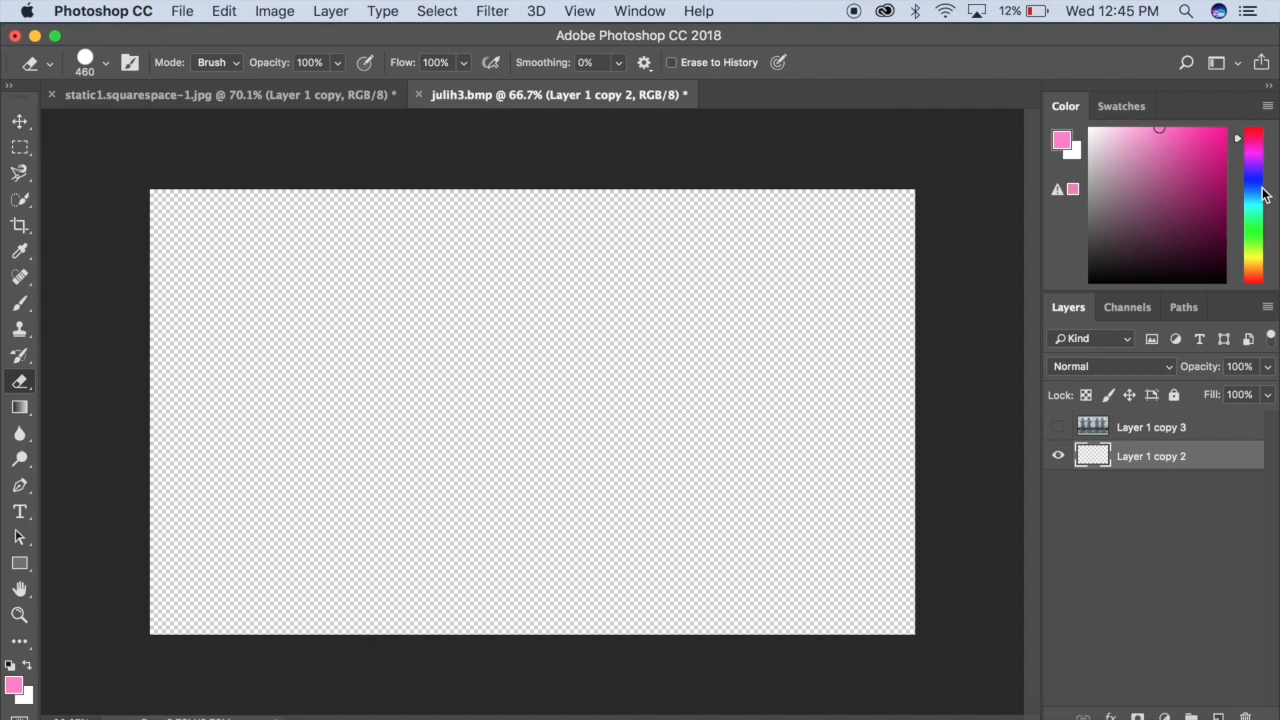 Photoshop CC File Edit Image Layer Type Select Filter 3D View Window Help 12% Wed 12:45 PM
Adobe Photoshop CC 2018
460 Mode: Brush Opacity: 100% Flow: 100% Smoothing: 0% Erase to History
static1.squarespace-1.jpg @ 70.1% (Layer 1 copy, RGB/8) * julih3.bmp @ 66.7% (Layer 1 copy 2, RGB/8) *
Color Swatches
Layers Channels Paths
Kind
Normal Opacity: 100%
Lock: Fill: 100%
Layer 1 copy 3
Layer 1 copy 2